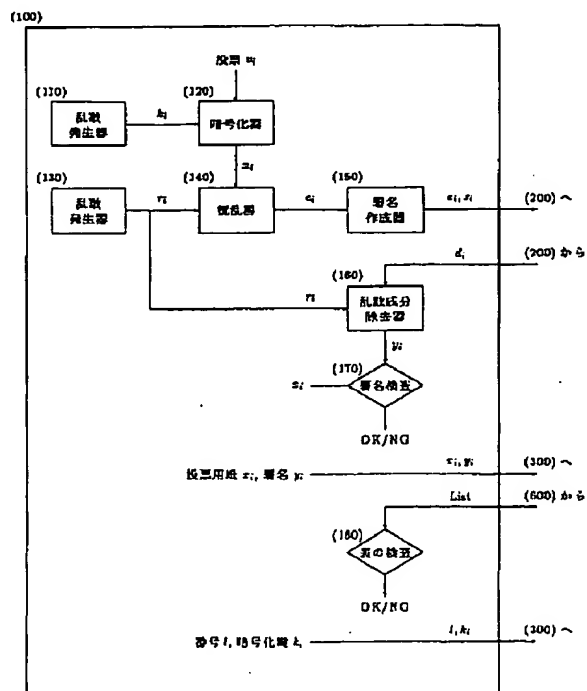 (100)
投票 vi
(110)
乱数
発生器
ki
(120)
暗号化器
xi
(130)
乱数
発生器
ri
(140)
攪乱器
ei
(150)
署名
作成器
(200) へ
di
(200) から
ri
(160)
乱数成分
除去器
yi
(170)
署名検査
xi
OK/NG
投票用紙 xi, 署名 yi
xi, yi
(300) へ
List
(600) から
(180)
表の検査
OK/NG
番号 l, 暗号化鍵 ki
l, ki
(300) へ